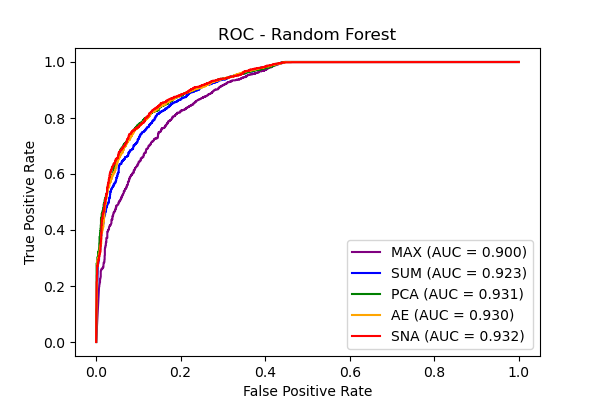 ROC - Random Forest
True Positive Rate
1.0
0.8
0.6
0.4
0.2
0.0
MAX (AUC = 0.900)
SUM (AUC = 0.923)
PCA (AUC = 0.931)
AE (AUC = 0.930)
SNA (AUC = 0.932)
0.0 0.2 0.4 0.6 0.8 1.0
False Positive Rate